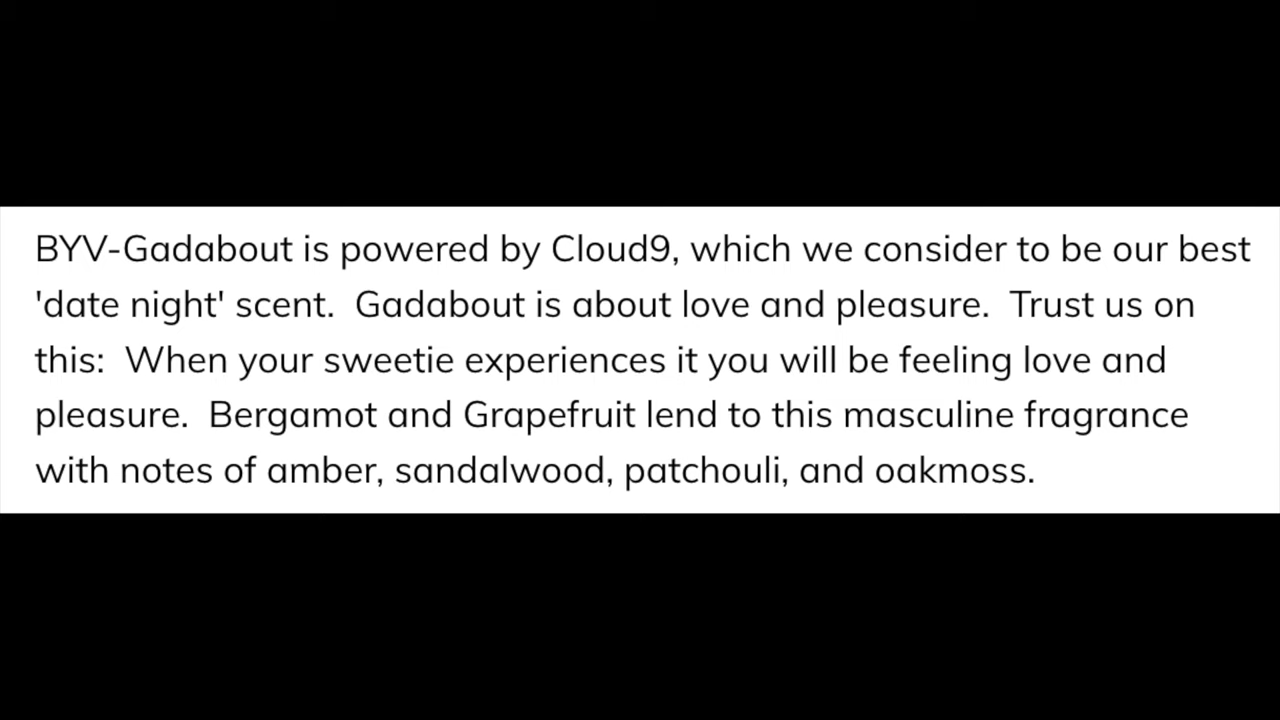 BYV-Gadabout is powered by Cloud9, which we consider to be our best
'date night' scent.  Gadabout is about love and pleasure.  Trust us on
this:  When your sweetie experiences it you will be feeling love and
pleasure.  Bergamot and Grapefruit lend to this masculine fragrance
with notes of amber, sandalwood, patchouli, and oakmoss.